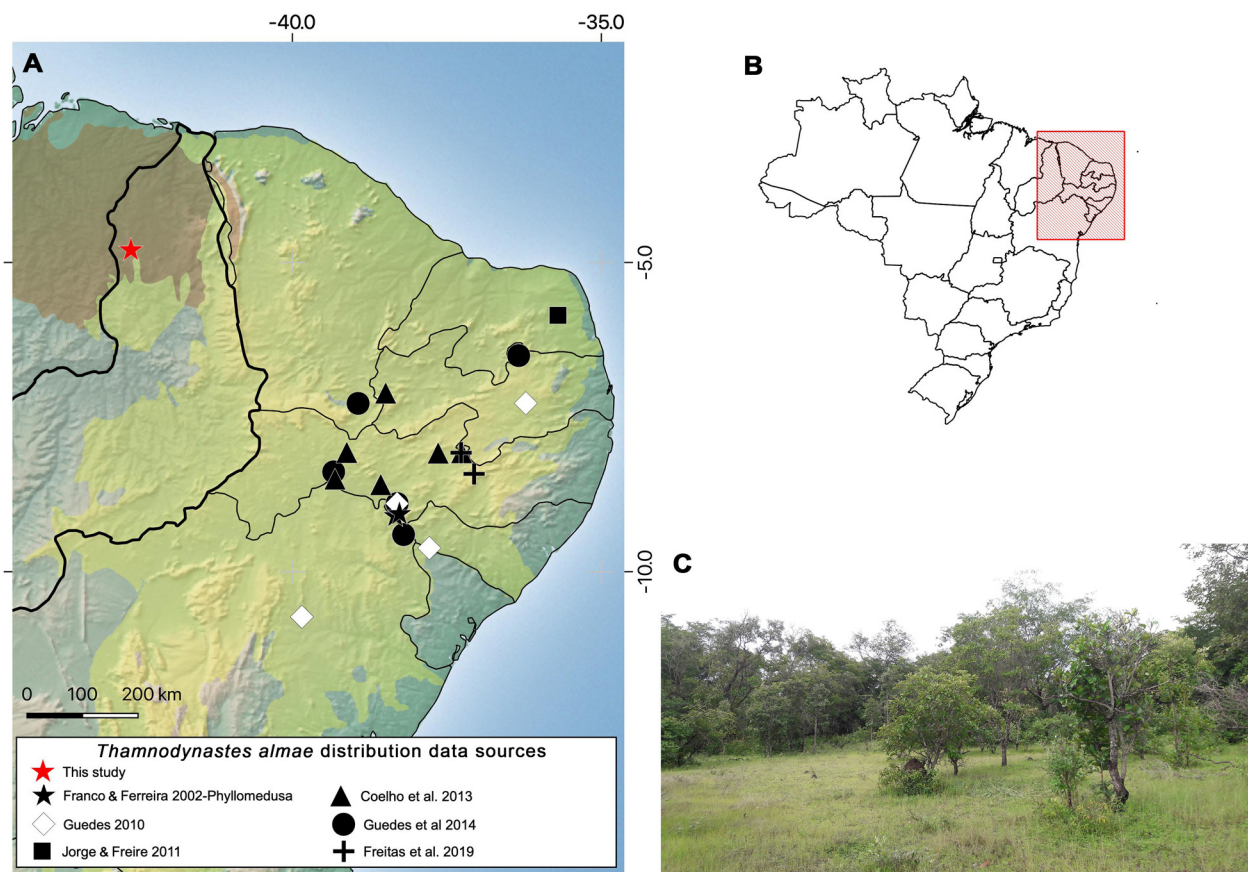 -40.0
-35.0
A
B
-5.0
-10.0
C
0 100 200 km
Thamnodynastes almae distribution data sources
This study
Franco & Ferreira 2002-Phyllomedusa
Coelho et al. 2013
Guedes 2010
Guedes et al 2014
Jorge & Freire 2011
Freitas et al. 2019